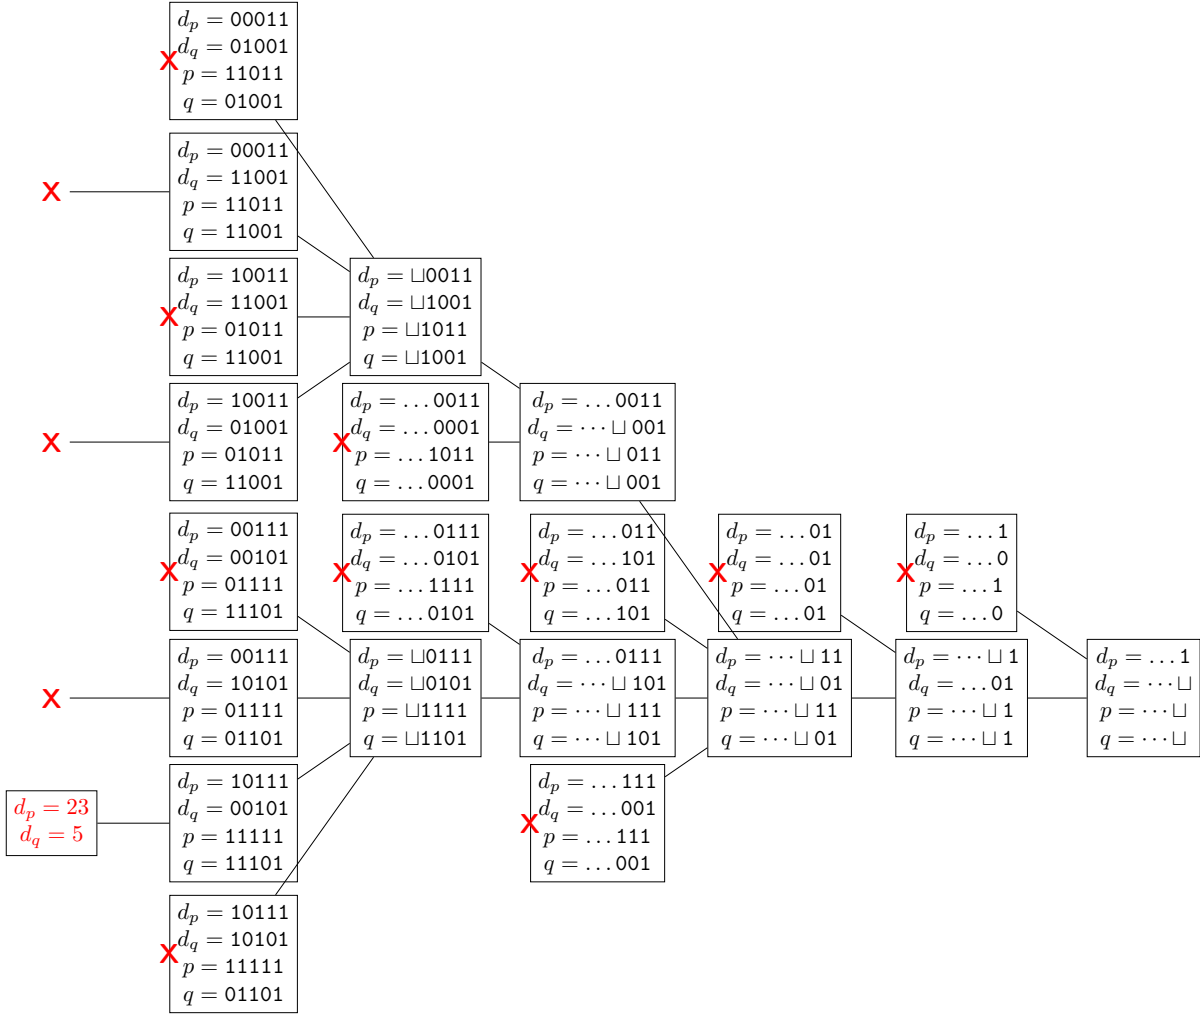 d_p = 00011
d_q = 01001
p = 11011
q = 01001
X
d_p = 00011
d_q = 11001
p = 11011
q = 11001
X
d_p = 10011
d_q = 11001
p = 01011
q = 11001
X
d_p = ⊔0011
d_q = ⊔1001
p = ⊔1011
q = ⊔1001
d_p = 10011
d_q = 01001
p = 01011
q = 11001
X
d_p = ...0011
d_q = ...0001
p = ...1011
q = ...0001
X
d_p = ...0011
d_q = ⋯ ⊔ 001
p = ⋯ ⊔ 011
q = ⋯ ⊔ 001
d_p = 00111
d_q = 00101
p = 01111
q = 11101
X
d_p = ...0111
d_q = ...0101
p = ...1111
q = ...0101
X
d_p = ...011
d_q = ...101
p = ...011
q = ...101
X
d_p = ...01
d_q = ...01
p = ...01
q = ...01
X
d_p = ...1
d_q = ...0
p = ...1
q = ...0
X
d_p = 00111
d_q = 10101
p = 01111
q = 01101
X
d_p = ⊔0111
d_q = ⊔0101
p = ⊔1111
q = ⊔1101
d_p = ...0111
d_q = ⋯ ⊔ 101
p = ⋯ ⊔ 111
q = ⋯ ⊔ 101
d_p = ⋯ ⊔ 11
d_q = ⋯ ⊔ 01
p = ⋯ ⊔ 11
q = ⋯ ⊔ 01
d_p = ⋯ ⊔ 1
d_q = ...01
p = ⋯ ⊔ 1
q = ⋯ ⊔ 1
d_p = ...1
d_q = ⋯ ⊔
p = ⋯ ⊔
q = ⋯ ⊔
d_p = 23
d_q = 5
d_p = 10111
d_q = 00101
p = 11111
q = 11101
d_p = ...111
d_q = ...001
p = ...111
q = ...001
X
d_p = 10111
d_q = 10101
p = 11111
q = 01101
X